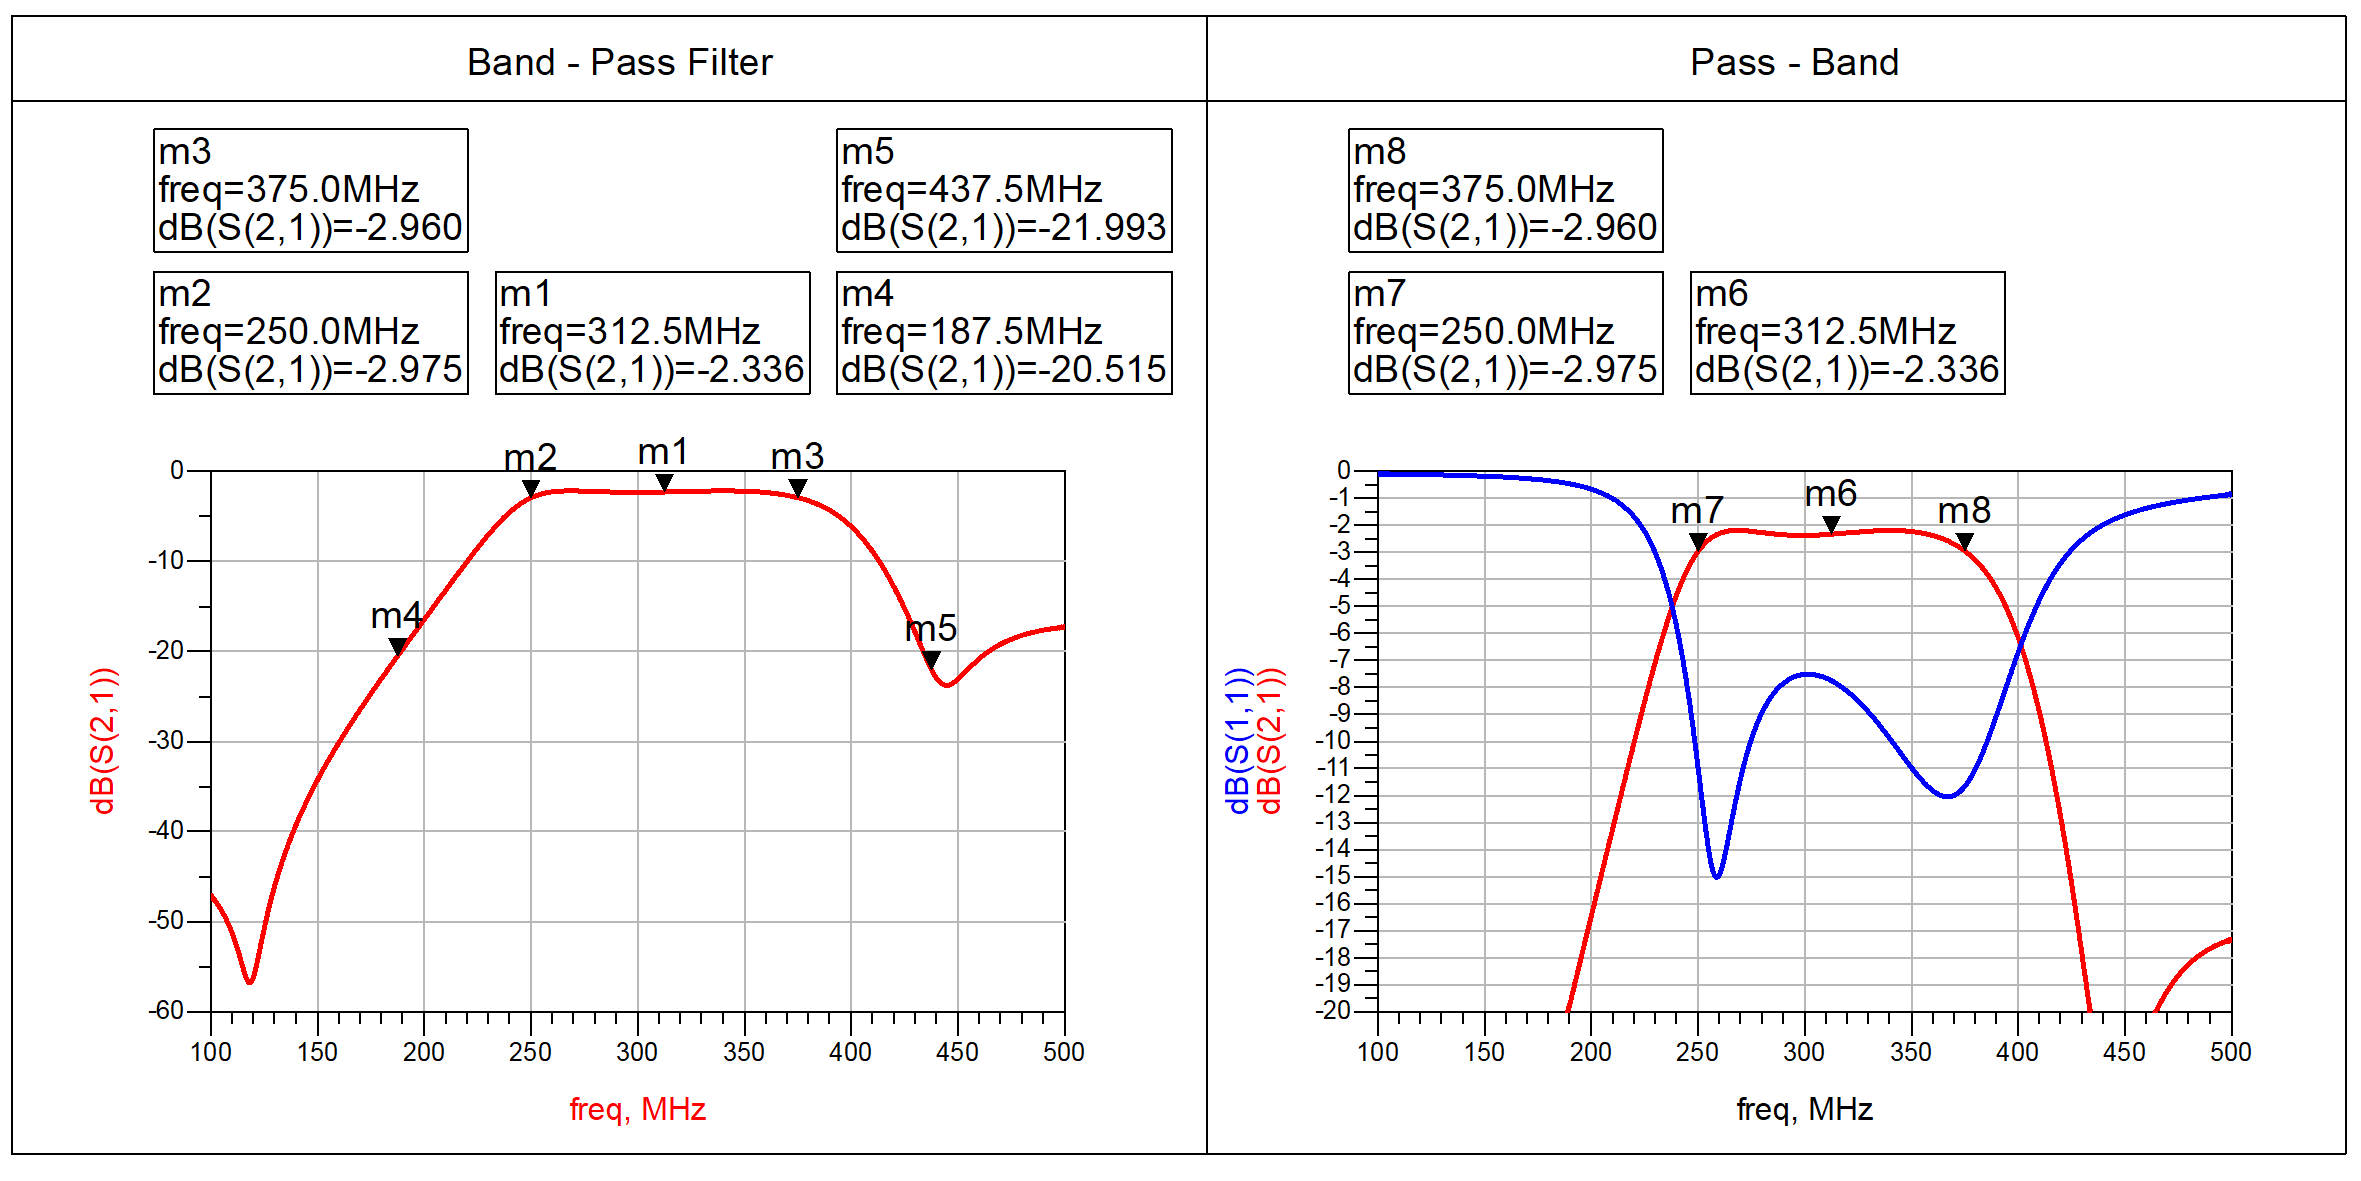 Band - Pass Filter
m3
freq=375.0MHz
dB(S(2,1))=-2.960
m5
freq=437.5MHz
dB(S(2,1))=-21.993
m2
freq=250.0MHz
dB(S(2,1))=-2.975
m1
freq=312.5MHz
dB(S(2,1))=-2.336
m4
freq=187.5MHz
dB(S(2,1))=-20.515
m2
m1
m3
m4
m5
0
-10
-20
-30
-40
-50
-60
dB(S(2,1))
100 150 200 250 300 350 400 450 500
freq, MHz
Pass - Band
m8
freq=375.0MHz
dB(S(2,1))=-2.960
m7
freq=250.0MHz
dB(S(2,1))=-2.975
m6
freq=312.5MHz
dB(S(2,1))=-2.336
m7
m6
m8
0
-1
-2
-3
-4
-5
-6
-7
-8
-9
-10
-11
-12
-13
-14
-15
-16
-17
-18
-19
-20
dB(S(1,1))
dB(S(2,1))
100 150 200 250 300 350 400 450 500
freq, MHz